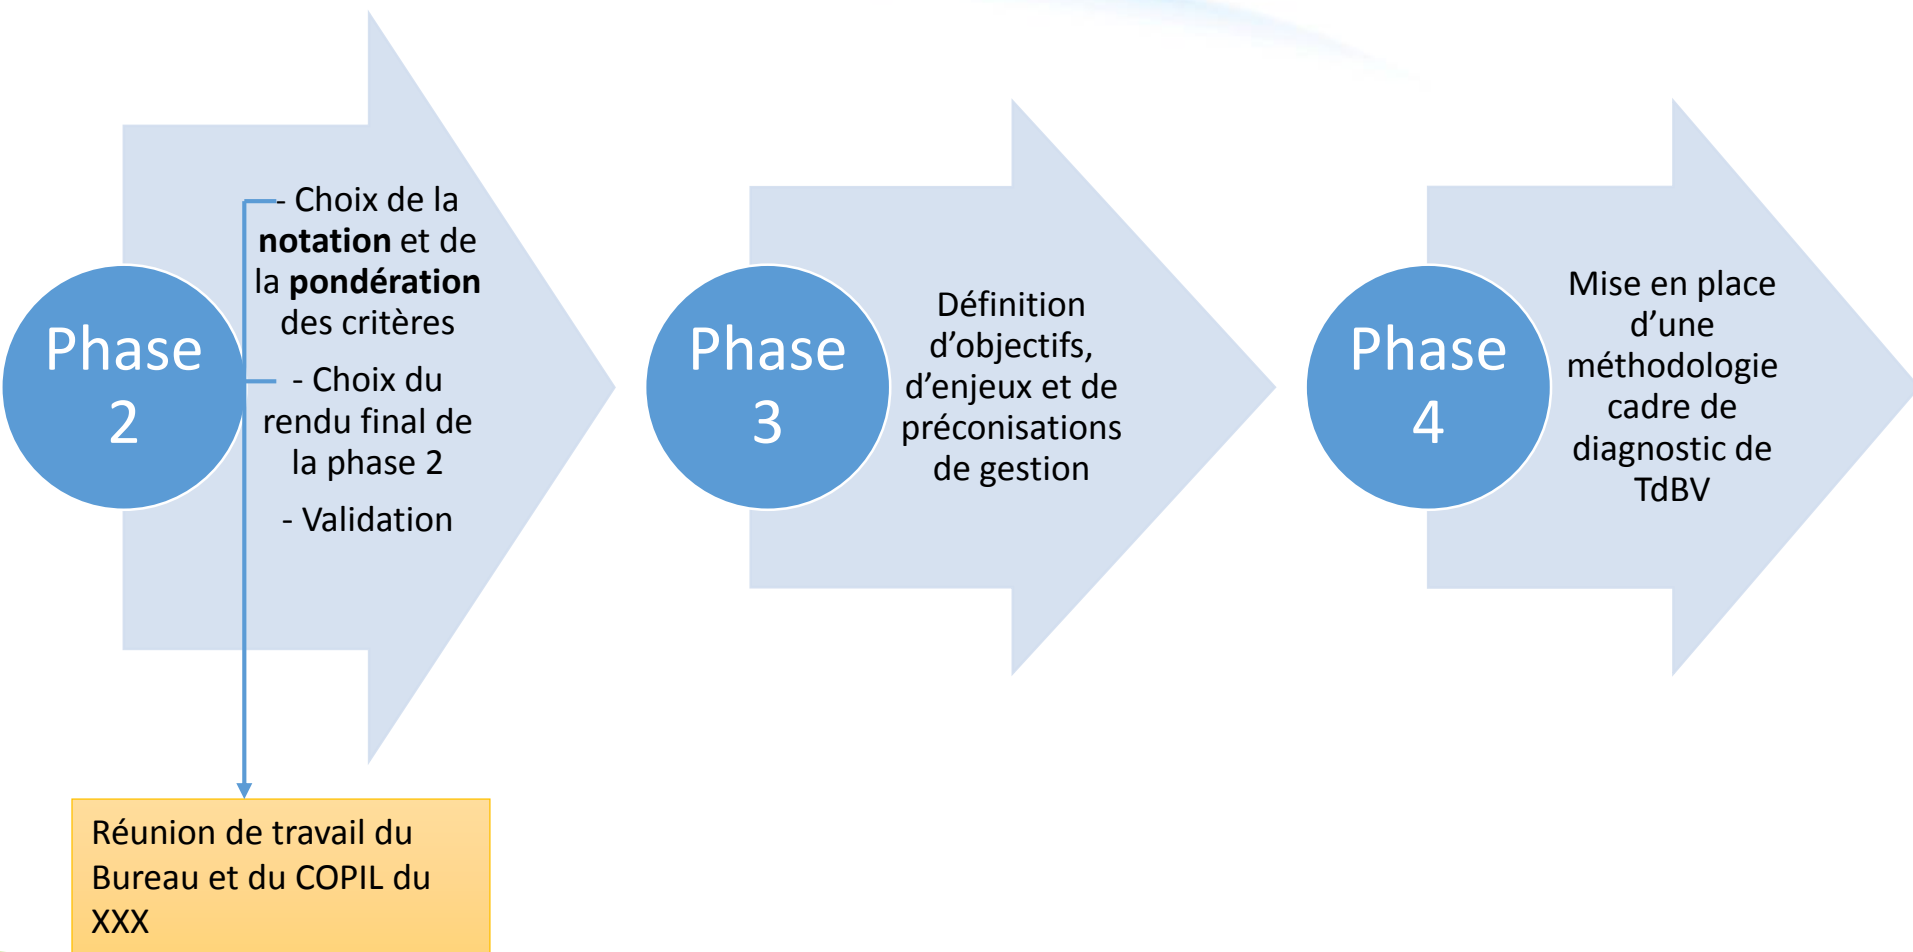 Phase
2
- Choix de la
notation et de
la pondération
des critères
- Choix du
rendu final de
la phase 2
- Validation
Réunion de travail du
Bureau et du COPIL du
XXX
Phase
3
Définition
d’objectifs,
d’enjeux et de
préconisations
de gestion
Phase
4
Mise en place
d’une
méthodologie
cadre de
diagnostic de
TdBV